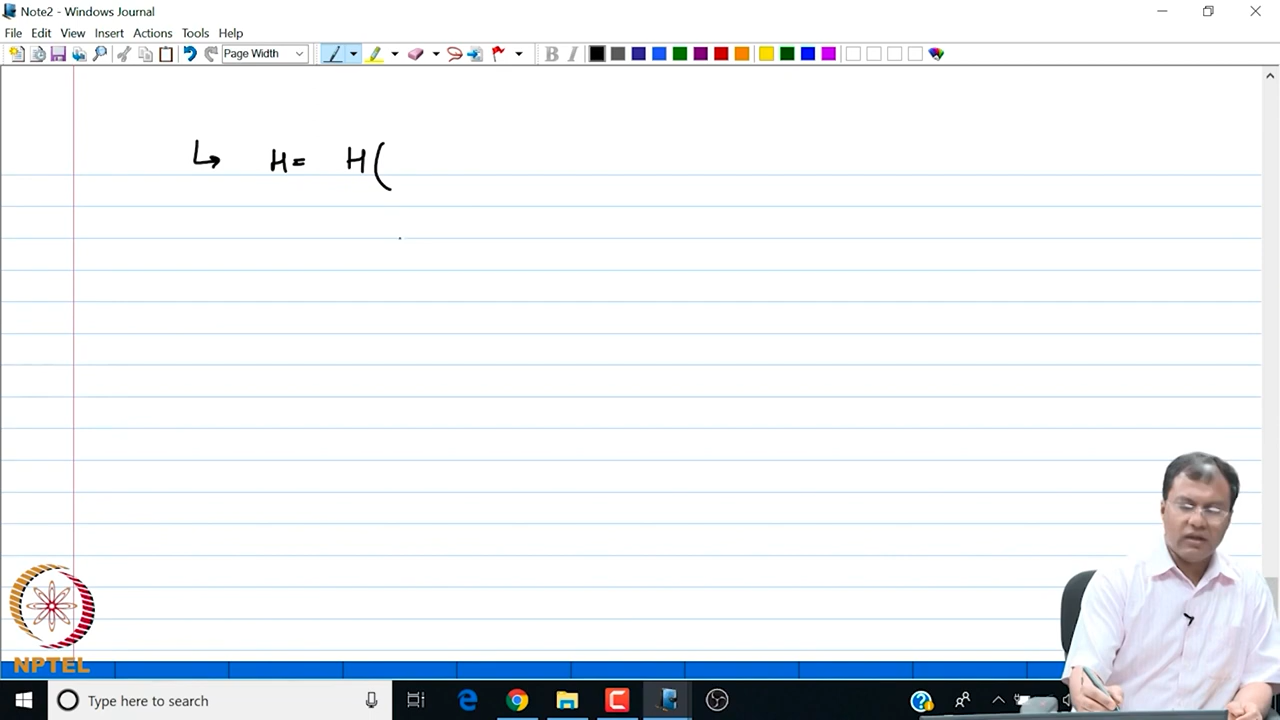 Note2 - Windows Journal
File Edit View Insert Actions Tools Help
Page Width
B I
↳ H = H (
NPTEL
Type here to search